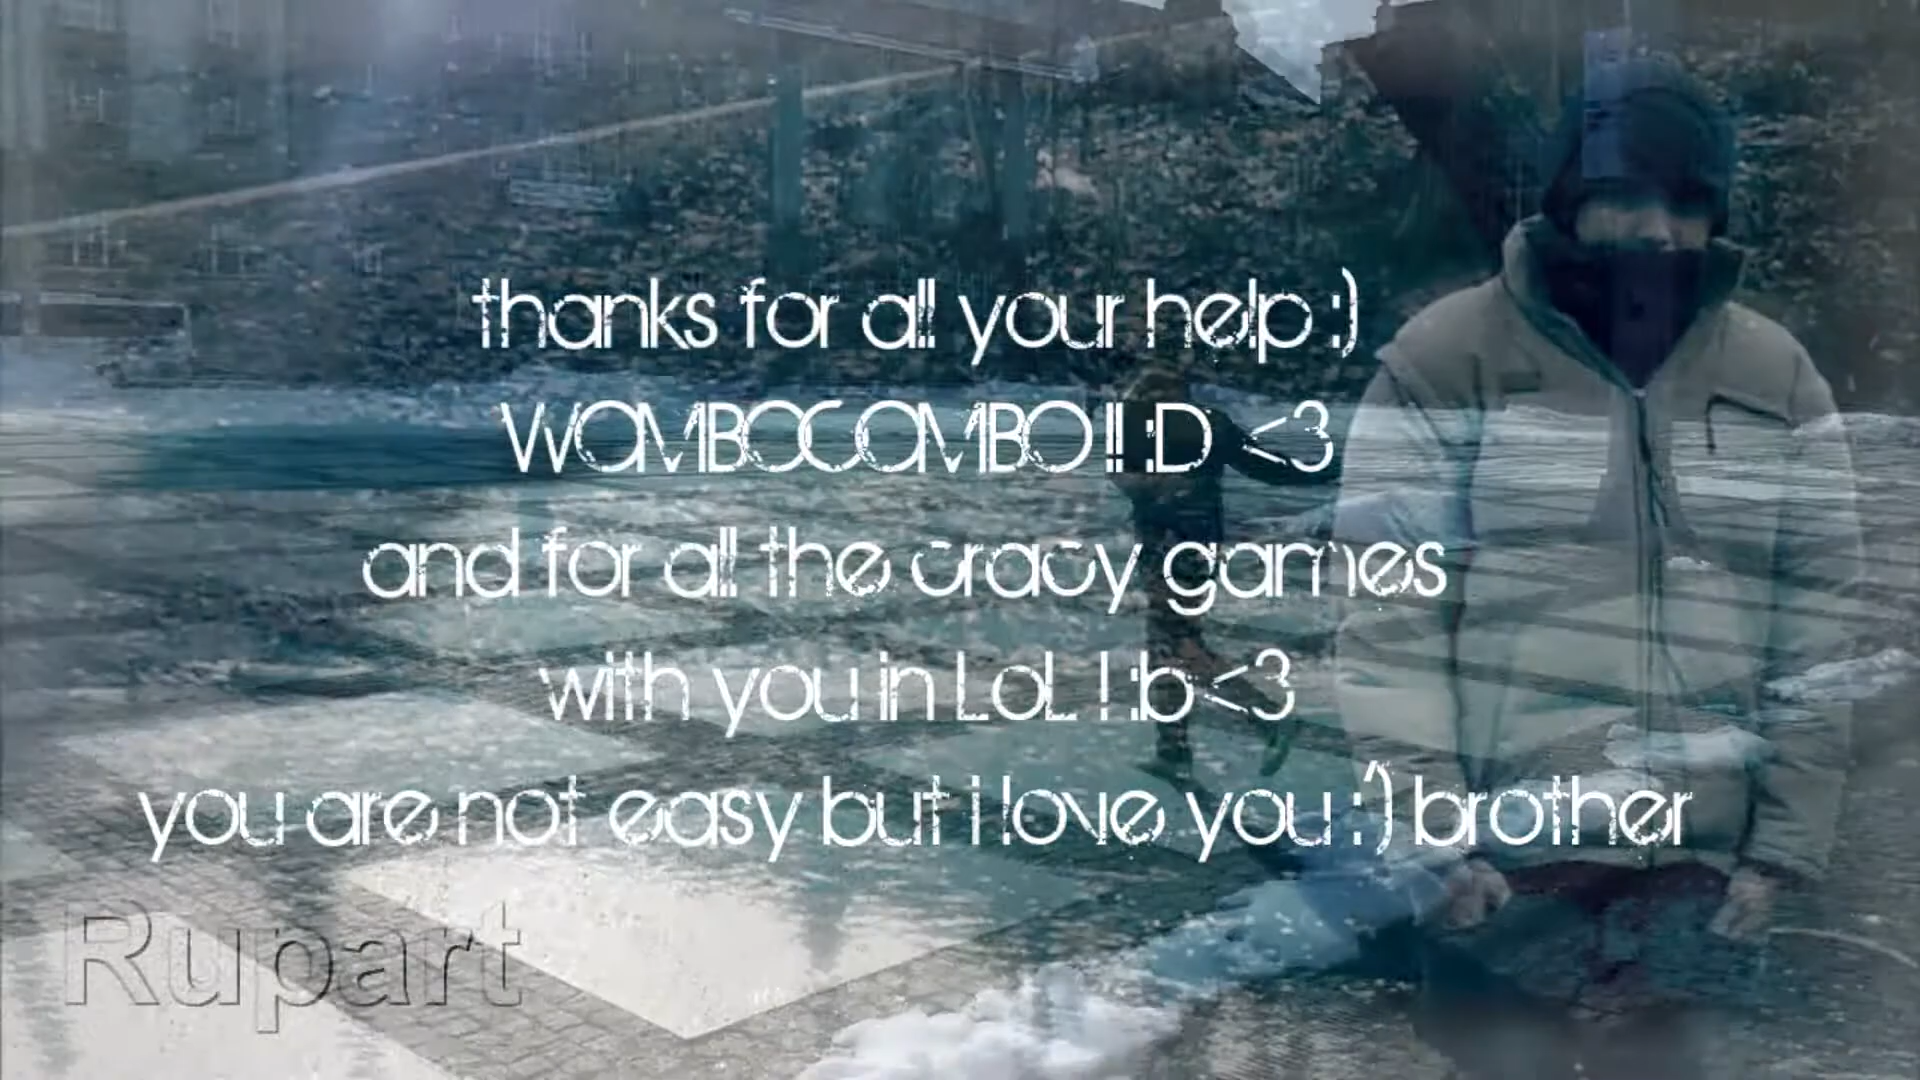 thanks for all your help :)
WOMBOCOMBO !! :D <3
and for all the cracy games
with you in LoL ! :b <3
you are not easy but i love you :') brother
Rupart